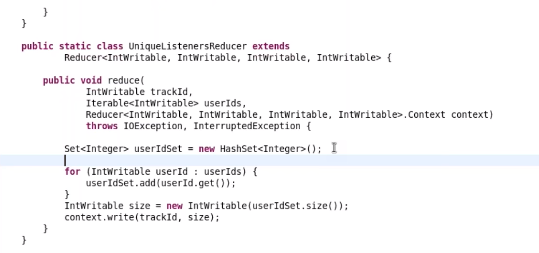 }
}
public static class UniqueListenersReducer extends
Reducer<IntWritable, IntWritable, IntWritable, IntWritable> {
public void reduce(
IntWritable trackId,
Iterable<IntWritable> userIds,
Reducer<IntWritable, IntWritable, IntWritable, IntWritable>.Context context)
throws IOException, InterruptedException {
Set<Integer> userIdSet = new HashSet<Integer>();
for (IntWritable userId : userIds) {
userIdSet.add(userId.get());
}
IntWritable size = new IntWritable(userIdSet.size());
context.write(trackId, size);
}
}